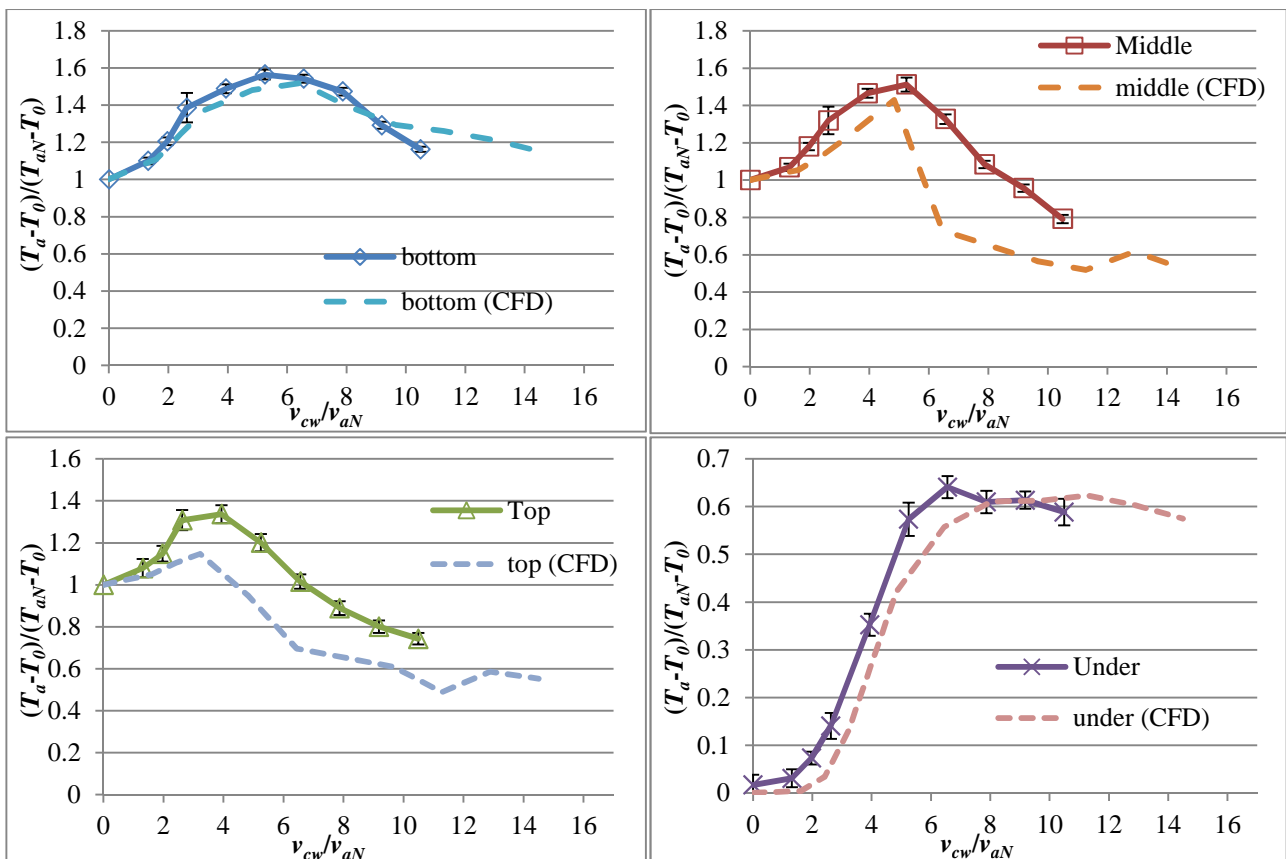 1.8
1.6
1.4
1.2
1
0.8
0.6
0.4
0.2
0
(Ta-T0)/(TaN-T0)
bottom
bottom (CFD)
0 2 4 6 8 10 12 14 16
vcw/vaN
1.8
1.6
1.4
1.2
1
0.8
0.6
0.4
0.2
0
(Ta-T0)/(TaN-T0)
Middle
middle (CFD)
0 2 4 6 8 10 12 14 16
vcw/vaN
1.6
1.4
1.2
1
0.8
0.6
0.4
0.2
0
(Ta-T0)/(TaN-T0)
Top
top (CFD)
0 2 4 6 8 10 12 14 16
vcw/vaN
0.7
0.6
0.5
0.4
0.3
0.2
0.1
0
(Ta-T0)/(TaN-T0)
Under
under (CFD)
0 2 4 6 8 10 12 14 16
vcw/vaN